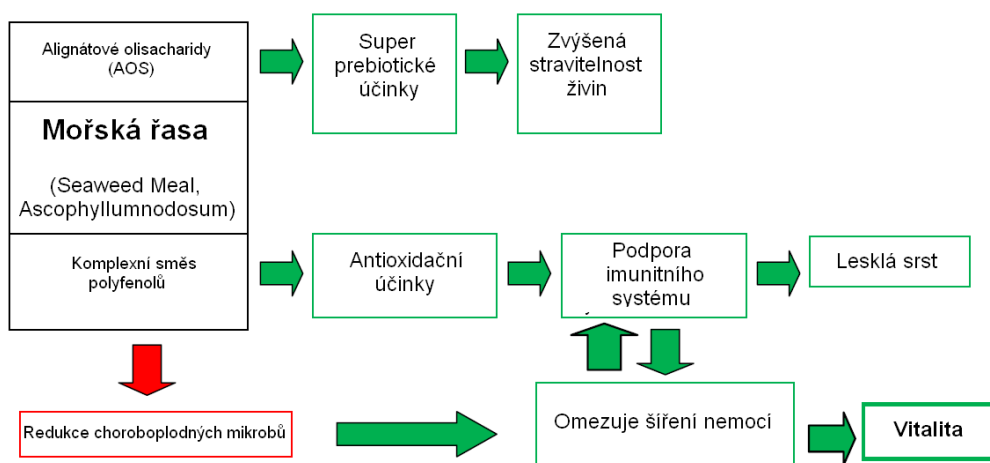 Alignátové olisacharidy
(AOS)
Super
prebiotické
účinky
Zvýšená
stravitelnost
živin
Mořská řasa
(Seaweed Meal,
Ascophyllumnodosum)
Komplexní směs
polyfenolů
Antioxidační
účinky
Podpora
imunitního
systému
Lesklá srst
Redukce choroboplodných mikrobů
Omezuje šíření nemocí
Vitalita